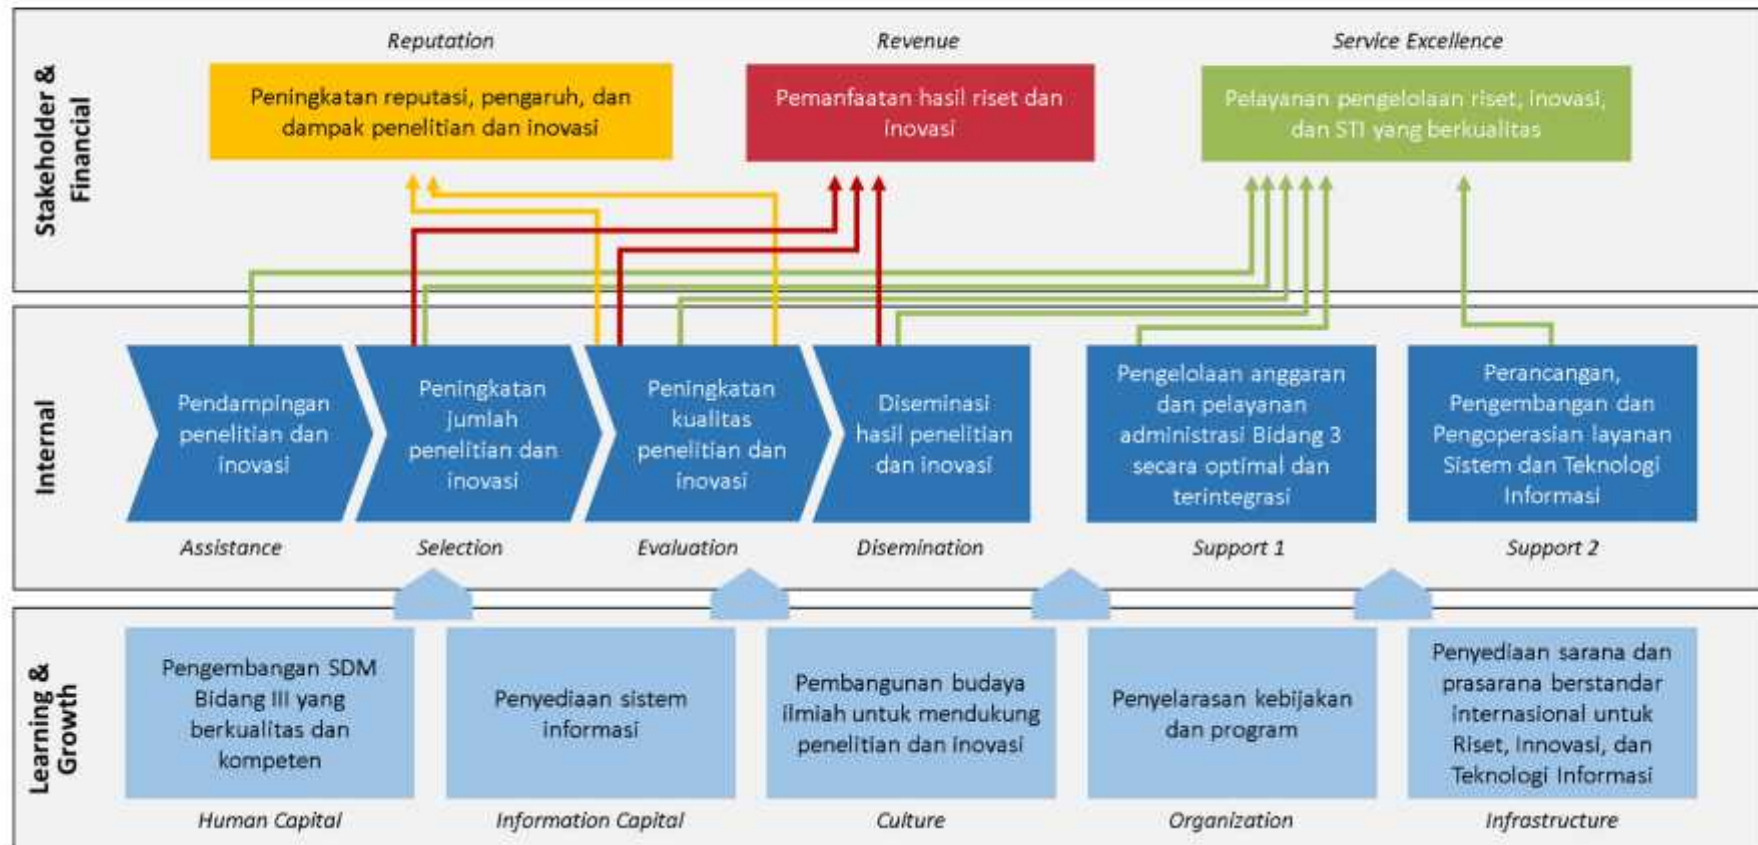 Stakeholder &
Financial
Reputation
Peningkatan reputasi, pengaruh, dan
dampak penelitian dan inovasi
Revenue
Pemanfaatan hasil riset dan
inovasi
Service Excellence
Pelayanan pengelolaan riset, inovasi,
dan STI yang berkualitas
Internal
Pendampingan
penelitian dan
inovasi
Assistance
Peningkatan
jumlah
penelitian dan
inovasi
Selection
Peningkatan
kualitas
penelitian dan
inovasi
Evaluation
Diseminasi
hasil penelitian
dan inovasi
Disemination
Pengelolaan anggaran
dan pelayanan
administrasi Bidang 3
secara optimal dan
terintegrasi
Support 1
Perancangan,
Pengembangan dan
Pengoperasian layanan
Sistem dan Teknologi
Informasi
Support 2
Learning &
Growth
Pengembangan SDM
Bidang III yang
berkualitas dan
kompeten
Human Capital
Penyediaan sistem
informasi
Information Capital
Pembangunan budaya
ilmiah untuk mendukung
penelitian dan inovasi
Culture
Penyelarasan kebijakan
dan program
Organization
Penyediaan sarana dan
prasarana berstandar
internasional untuk
Riset, Innovasi, dan
Teknologi Informasi
Infrastructure